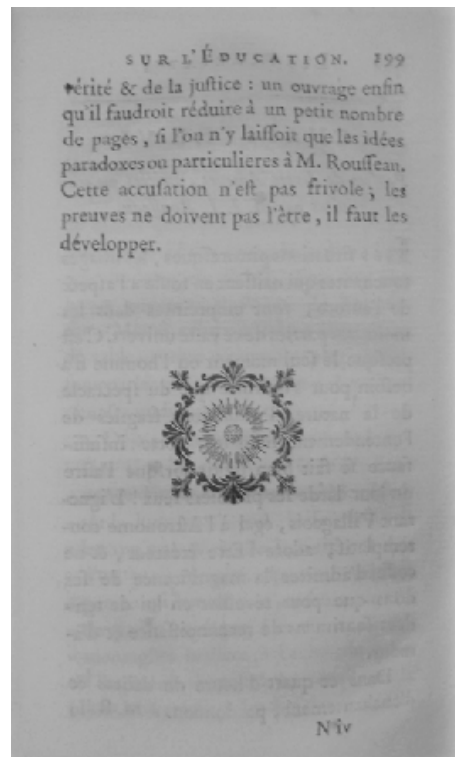 SUR L'ÉDUCATION. 199
vérité & de la juſtice : un ouvrage enfin
qu'il faudroit réduire à un petit nombre
de pages, ſi l'on n'y laiſſoit que les idées
paradoxes ou particulieres à M. Rouſſeau.
Cette accuſation n'eſt pas frivole ; les
preuves ne doivent pas l'être, il faut les
développer.
N iv